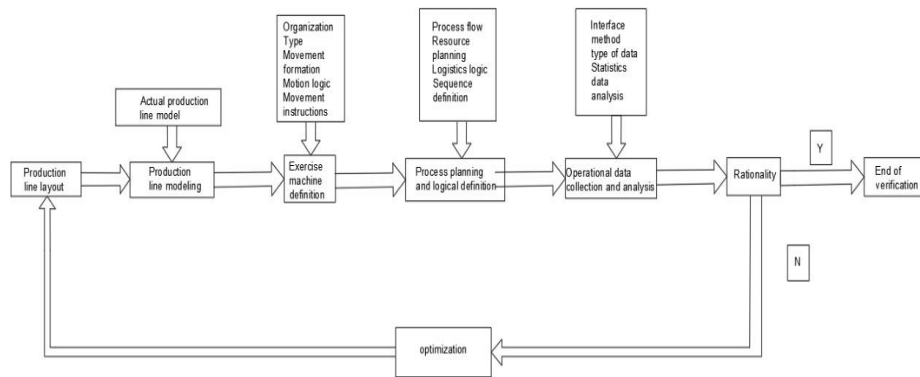 Organization
Type
Movement
formation
Motion logic
Movement
instructions
Process flow
Resource
planning
Logistics logic
Sequence
definition
Interface
method
type of data
Statistics
data
analysis
Actual production
line model
Production
line layout
Production
line modeling
Exercise
machine
definition
Process planning
and logical definition
Operational data
collection and analysis
Rationality
Y
End of
verification
N
optimization